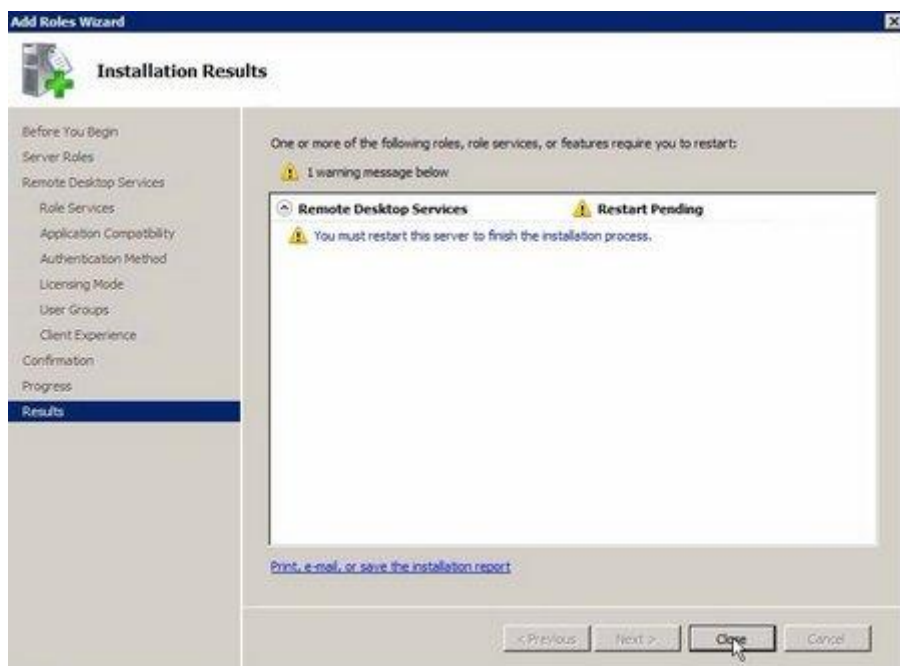 Add Roles Wizard
Installation Results
Before You Begin
Server Roles
Remote Desktop Services
Role Services
Application Compatibility
Authentication Method
Licensing Mode
User Groups
Client Experience
Confirmation
Progress
Results
One or more of the following roles, role services, or features require you to restart:
1 warning message below
Remote Desktop Services Restart Pending
You must restart this server to finish the installation process.
Print, e-mail, or save the installation report
< Previous Next > Close Cancel